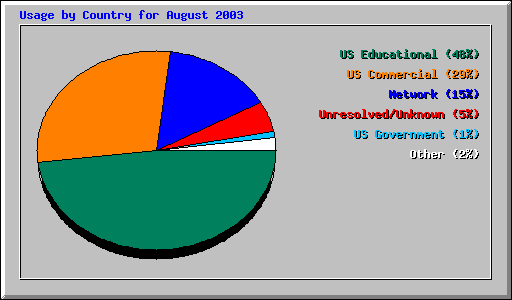 Usage by Country for August 2003
US Educational (48%)
US Commercial (29%)
Network (15%)
Unresolved/Unknown (5%)
US Government (1%)
Other (2%)